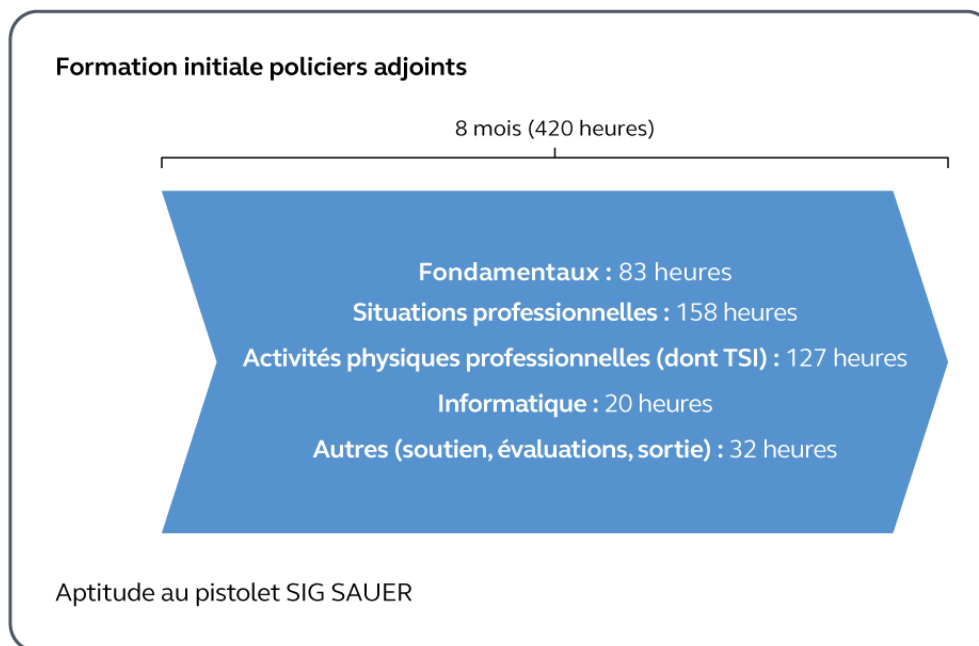 Formation initiale policiers adjoints
8 mois (420 heures)
Fondamentaux : 83 heures
Situations professionnelles : 158 heures
Activités physiques professionnelles (dont TSI) : 127 heures
Informatique : 20 heures
Autres (soutien, évaluations, sortie) : 32 heures
Aptitude au pistolet SIG SAUER